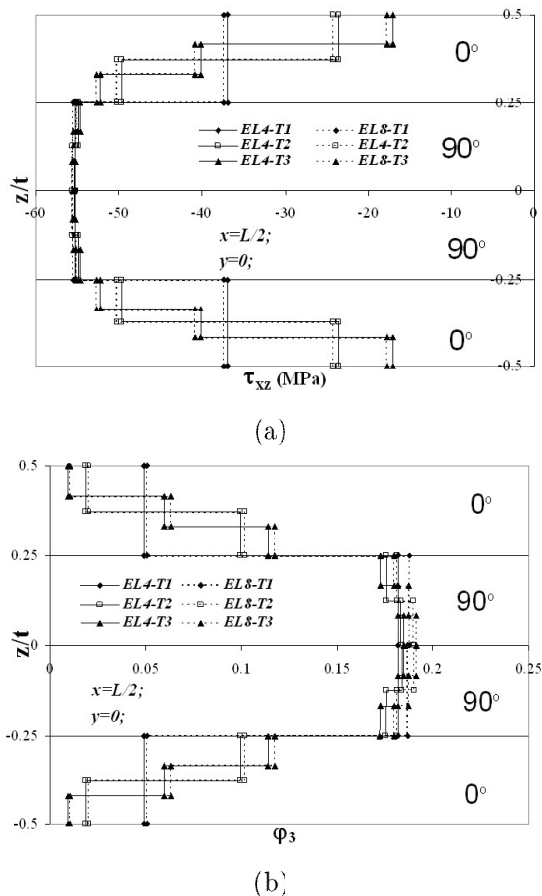 0.5
0°
0.25
EL4-T1 EL8-T1
EL4-T2 EL4-T2
EL4-T3 EL8-T3
90°
z/t
0
-60 -50 -40 -30 -20 -10 0
x=L/2;
y=0;
90°
-0.25
0°
-0.5
τxz (MPa)
(a)
0.5
0°
0.25
EL4-T1 EL8-T1
EL4-T2 EL8-T2
EL4-T3 EL8-T3
90°
z/t
0
0 0.05 0.1 0.15 0.2 0.25
x=L/2;
y=0;
90°
-0.25
0°
-0.5
φ3
(b)